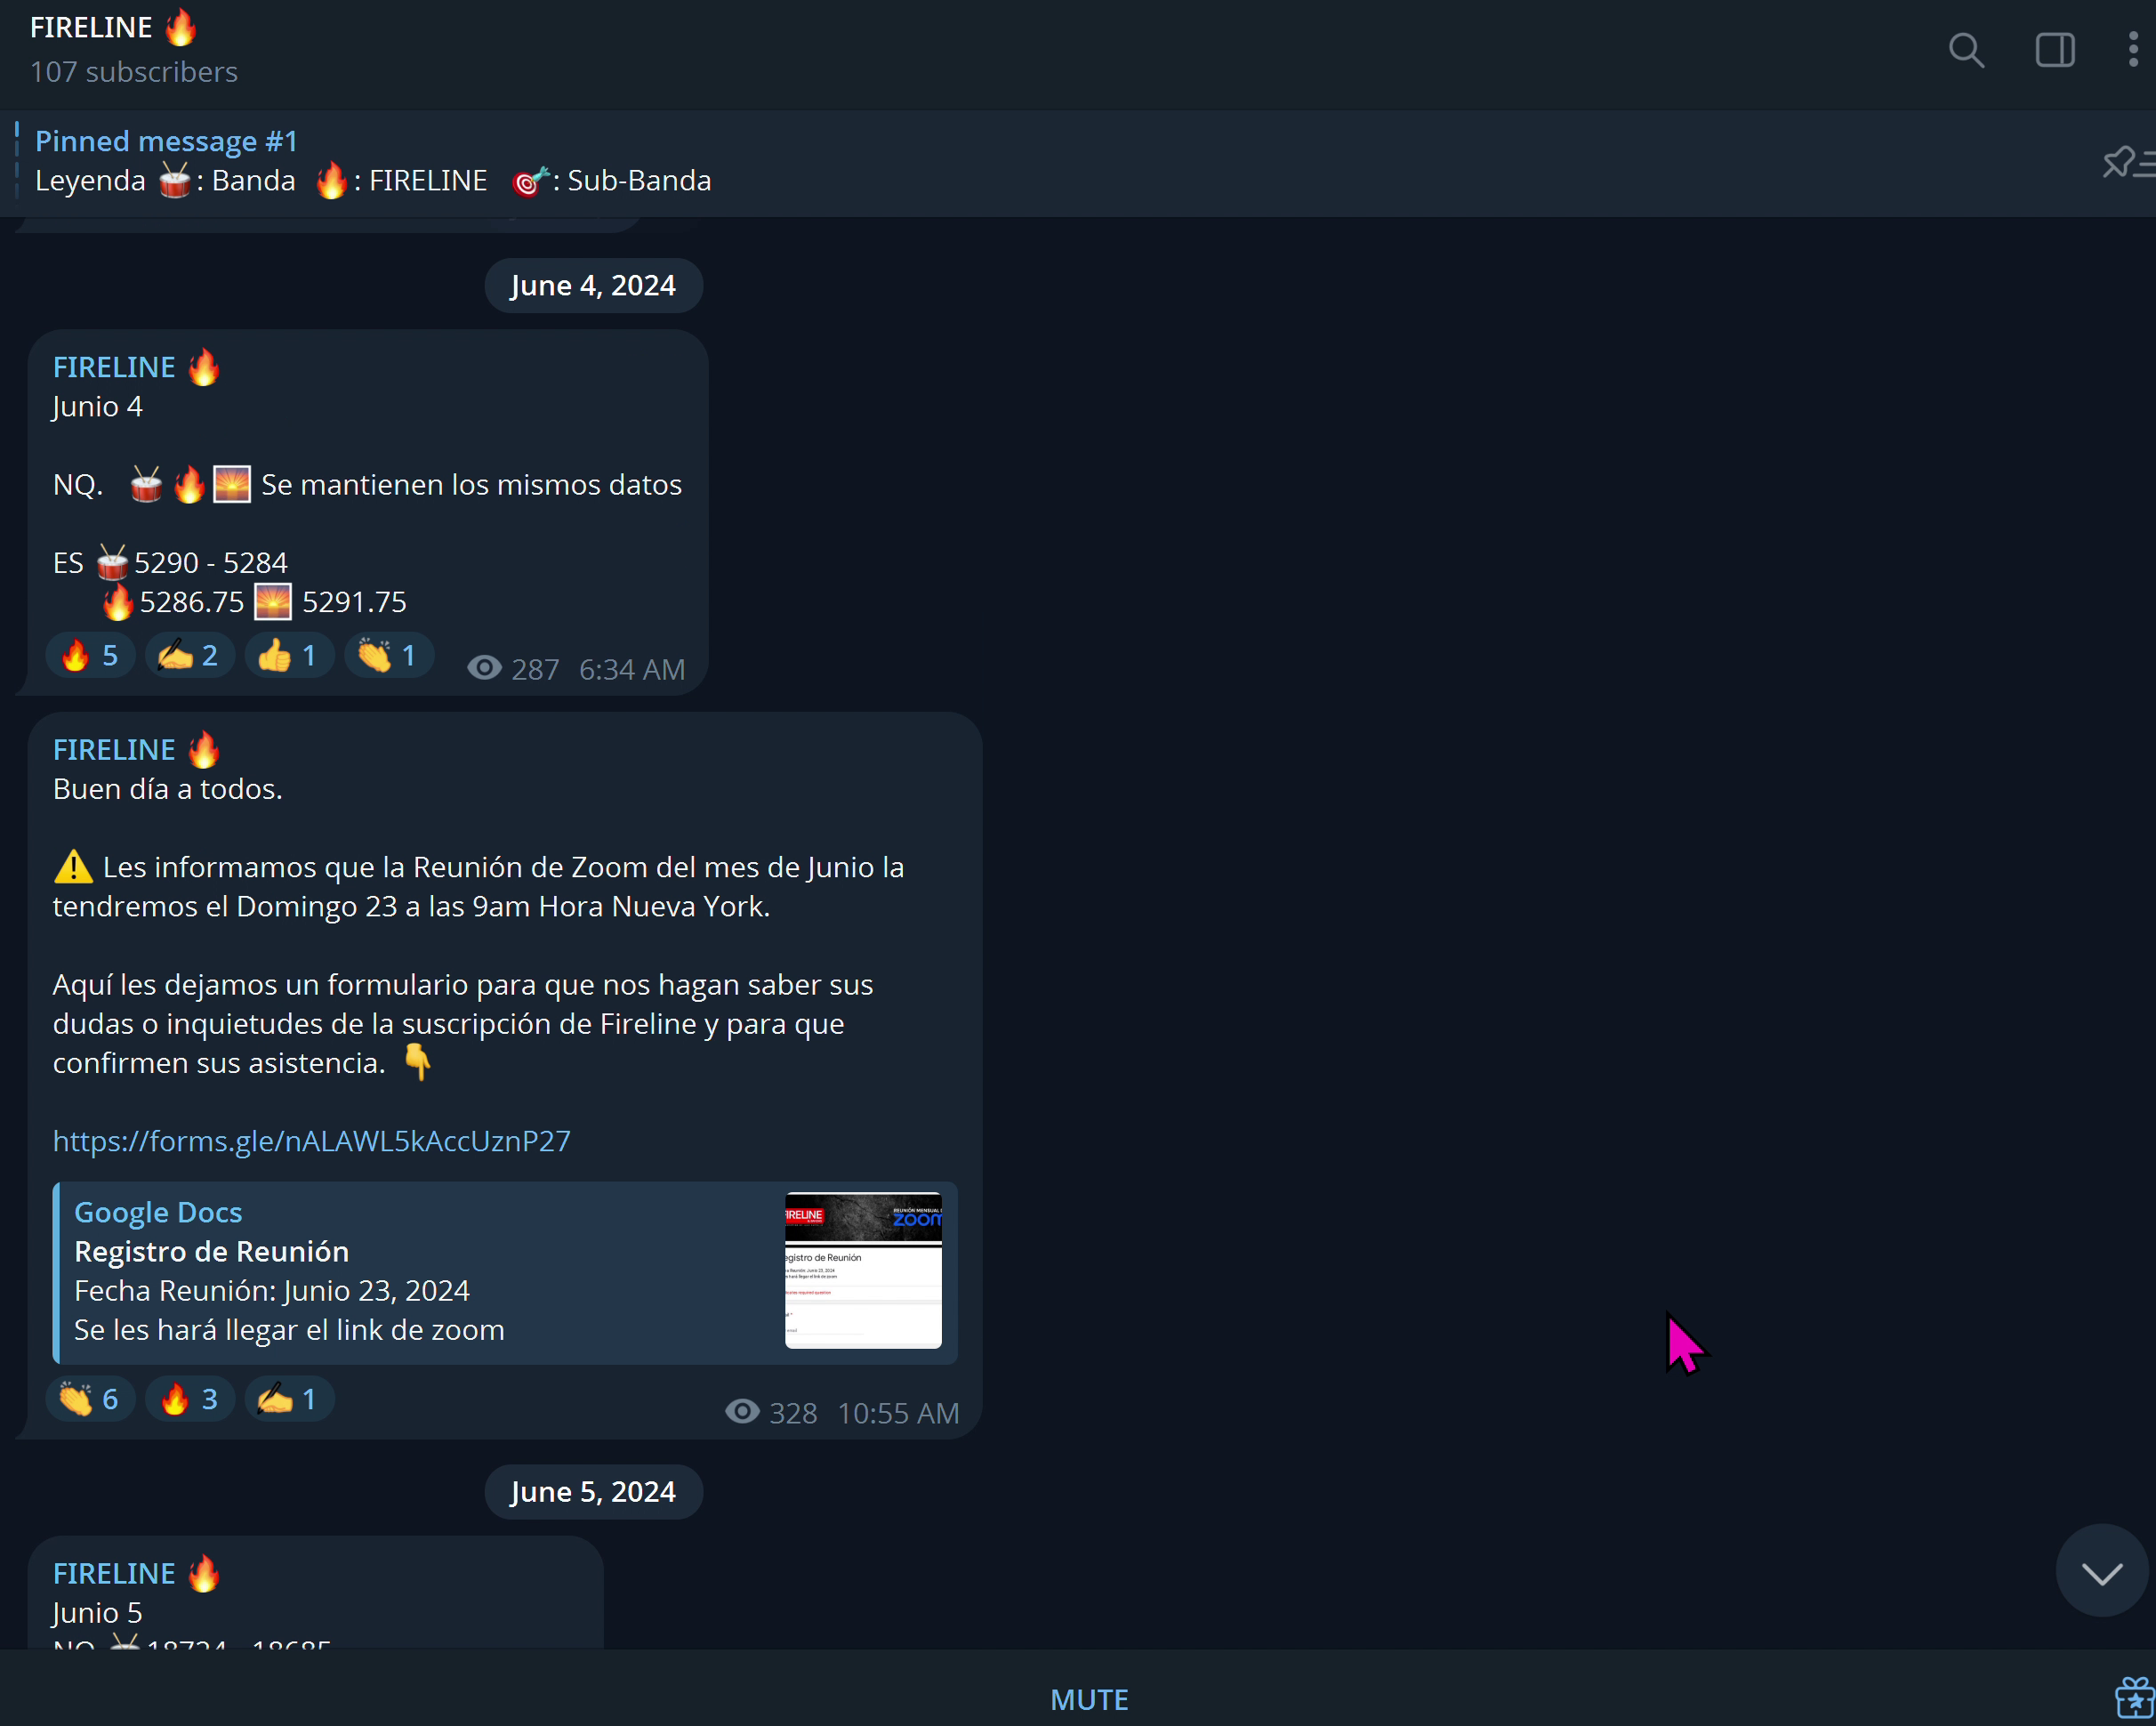 FIRELINE 🔥
107 subscribers
Pinned message #1
Leyenda 🥁: Banda 🔥: FIRELINE 🎯: Sub-Banda
June 4, 2024
FIRELINE 🔥
Junio 4
NQ. 🥁🔥🌅 Se mantienen los mismos datos
ES 🥁5290 - 5284
🔥5286.75 🌅 5291.75
🔥 5 ✍ 2 👍 1 👏 1 287 6:34 AM
FIRELINE 🔥
Buen día a todos.
⚠️ Les informamos que la Reunión de Zoom del mes de Junio la
tendremos el Domingo 23 a las 9am Hora Nueva York.
Aquí les dejamos un formulario para que nos hagan saber sus
dudas o inquietudes de la suscripción de Fireline y para que
confirmen sus asistencia. 👇
https://forms.gle/nALAWL5kAccUznP27
Google Docs
Registro de Reunión
Fecha Reunión: Junio 23, 2024
Se les hará llegar el link de zoom
egistro de Reunión
👏 6 🔥 3 ✍ 1 328 10:55 AM
June 5, 2024
FIRELINE 🔥
Junio 5
NQ 🥁18724 - 18685
MUTE